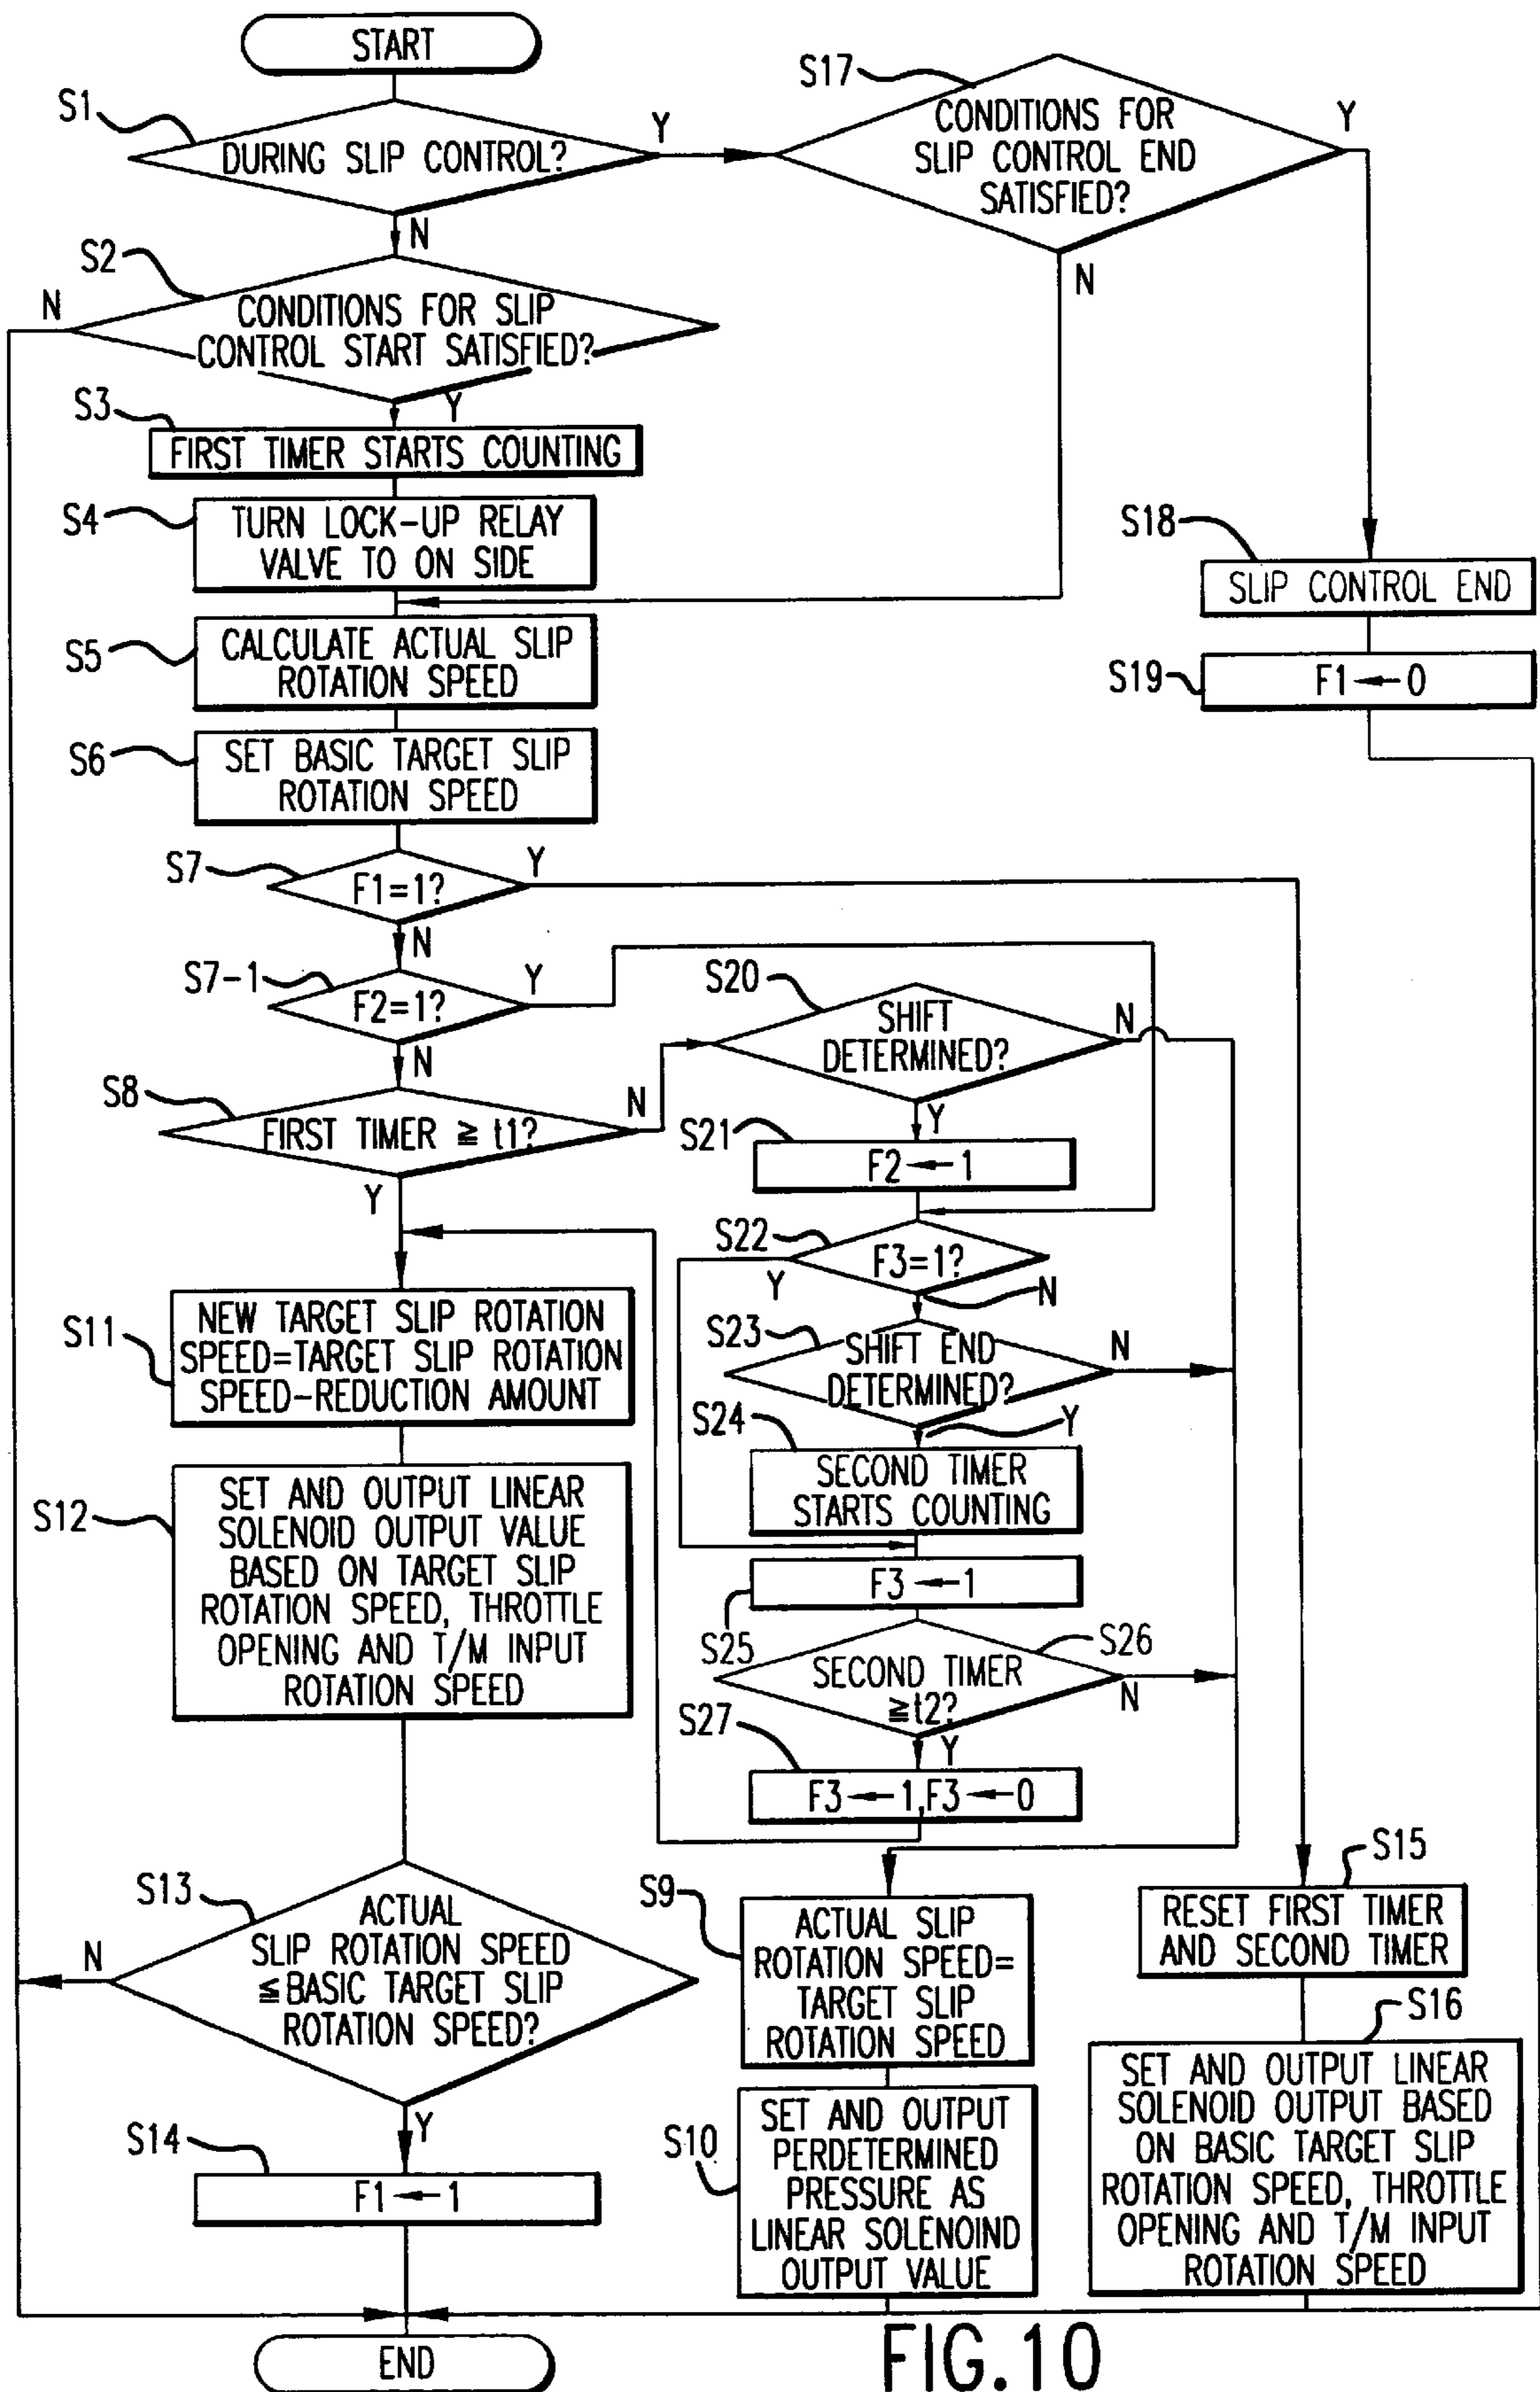 START
S1
DURING SLIP CONTROL?
Y
N
S17
CONDITIONS FOR
SLIP CONTROL END
SATISFIED?
Y
N
S2
N
CONDITIONS FOR SLIP
CONTROL START SATISFIED?
Y
S3
FIRST TIMER STARTS COUNTING
S4
TURN LOCK-UP RELAY
VALVE TO ON SIDE
S18
SLIP CONTROL END
S19
F1←0
S5
CALCULATE ACTUAL SLIP
ROTATION SPEED
S6
SET BASIC TARGET SLIP
ROTATION SPEED
S7
F1=1?
Y
N
S7-1
F2=1?
Y
N
S8
FIRST TIMER ≧ t1?
N
Y
S20
SHIFT
DETERMINED?
N
Y
S21
F2←1
S22
F3=1?
Y
N
S23
SHIFT END
DETERMINED?
N
Y
S24
SECOND TIMER
STARTS COUNTING
F3←1
S25
S26
SECOND TIMER
≧t2?
N
Y
S27
F3←1,F3←0
S11
NEW TARGET SLIP ROTATION
SPEED=TARGET SLIP ROTATION
SPEED-REDUCTION AMOUNT
S12
SET AND OUTPUT LINEAR
SOLENOID OUTPUT VALUE
BASED ON TARGET SLIP
ROTATION SPEED, THROTTLE
OPENING AND T/M INPUT
ROTATION SPEED
S13
ACTUAL
SLIP ROTATION SPEED
≦BASIC TARGET SLIP
ROTATION SPEED?
N
Y
S14
F1←1
S9
ACTUAL SLIP
ROTATION SPEED=
TARGET SLIP
ROTATION SPEED
S10
SET AND OUTPUT
PERDETERMINED
PRESSURE AS
LINEAR SOLENOIND
OUTPUT VALUE
S15
RESET FIRST TIMER
AND SECOND TIMER
S16
SET AND OUTPUT LINEAR
SOLENOID OUTPUT BASED
ON BASIC TARGET SLIP
ROTATION SPEED, THROTTLE
OPENING AND T/M INPUT
ROTATION SPEED
END
FIG.10